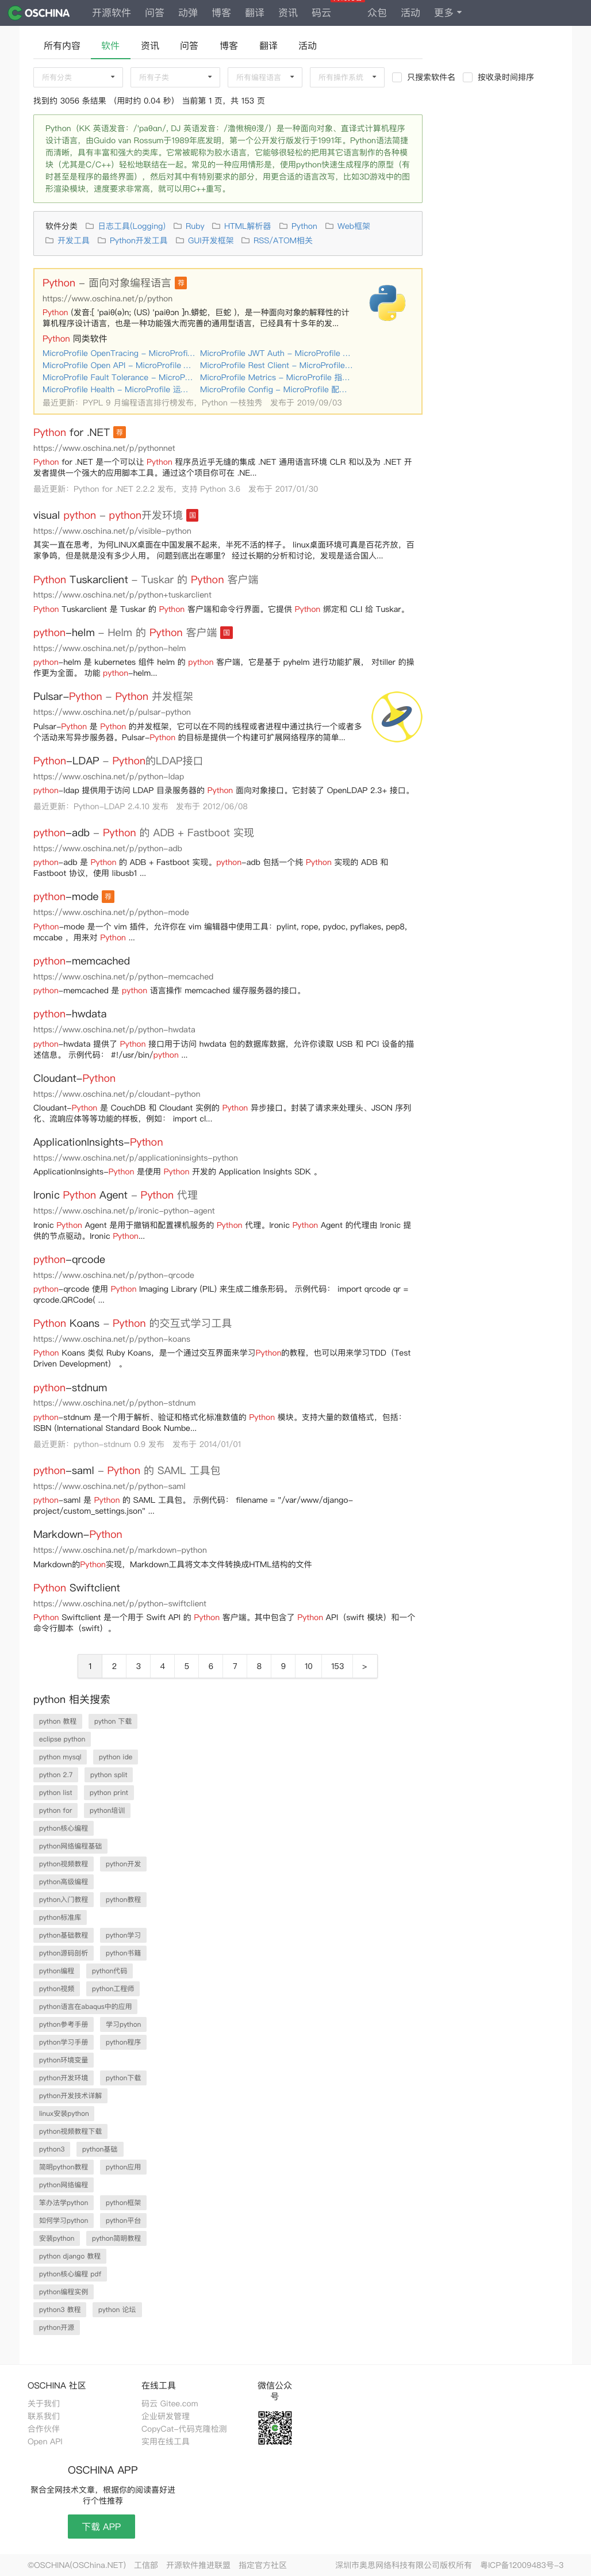 OSCHINA 开源软件 问答 动弹 博客 翻译 资讯 码云 众包 活动 更多
所有内容 软件 资讯 问答 博客 翻译 活动
所有分类 所有子类 所有编程语言 所有操作系统 只搜索软件名 按收录时间排序
找到约 3056 条结果 (用时约 0.04 秒) 当前第 1 页，共 153 页
设计语言，由Guido van Rossum于1989年底发明，第一个公开发行版发行于1991年。Python语法简捷
而清晰，具有丰富和强大的类库。它常被昵称为胶水语言，它能够很轻松的把用其它语言制作的各种模
块（尤其是C/C++）轻松地联结在一起。常见的一种应用情形是，使用python快速生成程序的原型（有
时甚至是程序的最终界面），然后对其中有特别要求的部分，用更合适的语言改写，比如3D游戏中的图
形渲染模块，速度要求非常高，就可以用C++重写。
软件分类 日志工具(Logging) Ruby HTML解析器 Python Web框架
开发工具 Python开发工具 GUI开发框架 RSS/ATOM相关
Python - 面向对象编程语言 荐
https://www.oschina.net/p/python
Python (发音:[ 'paiθ(ə)n; (US) 'paiθɔn ]n.蟒蛇，巨蛇 )，是一种面向对象的解释性的计
算机程序设计语言，也是一种功能强大而完善的通用型语言，已经具有十多年的发...
Python 同类软件
MicroProfile OpenTracing - MicroProfi... MicroProfile JWT Auth - MicroProfile ...
MicroProfile Open API - MicroProfile ... MicroProfile Rest Client - MicroProfile...
MicroProfile Fault Tolerance - MicroP... MicroProfile Metrics - MicroProfile 指...
MicroProfile Health - MicroProfile 运... MicroProfile Config - MicroProfile 配...
最近更新：PYPL 9 月编程语言排行榜发布，Python 一枝独秀 发布于 2019/09/03
Python for .NET 荐
https://www.oschina.net/p/pythonnet
Python for .NET 是一个可以让 Python 程序员近乎无缝的集成 .NET 通用语言环境 CLR 和以及为 .NET 开
发者提供一个强大的应用脚本工具。通过这个项目你可在 .NE...
最近更新：Python for .NET 2.2.2 发布，支持 Python 3.6 发布于 2017/01/30
visual python - python开发环境 国
https://www.oschina.net/p/visible-python
其实一直在思考，为何LINUX桌面在中国发展不起来，半死不活的样子。 linux桌面环境可真是百花齐放，百
家争鸣，但是就是没有多少人用。 问题到底出在哪里？ 经过长期的分析和讨论，发现是适合国人...
Python Tuskarclient - Tuskar 的 Python 客户端
https://www.oschina.net/p/python+tuskarclient
Python Tuskarclient 是 Tuskar 的 Python 客户端和命令行界面。它提供 Python 绑定和 CLI 给 Tuskar。
python-helm - Helm 的 Python 客户端 国
https://www.oschina.net/p/python-helm
python-helm 是 kubernetes 组件 helm 的 python 客户端，它是基于 pyhelm 进行功能扩展， 对tiller 的操
作更为全面。 功能 python-helm...
Pulsar-Python - Python 并发框架
https://www.oschina.net/p/pulsar-python
Pulsar-Python 是 Python 的并发框架，它可以在不同的线程或者进程中通过执行一个或者多
个活动来写异步服务器。Pulsar-Python 的目标是提供一个构建可扩展网络程序的简单...
Python-LDAP - Python的LDAP接口
https://www.oschina.net/p/python-ldap
python-ldap 提供用于访问 LDAP 目录服务器的 Python 面向对象接口。它封装了 OpenLDAP 2.3+ 接口。
最近更新：Python-LDAP 2.4.10 发布 发布于 2012/06/08
python-adb - Python 的 ADB + Fastboot 实现
https://www.oschina.net/p/python-adb
python-adb 是 Python 的 ADB + Fastboot 实现。python-adb 包括一个纯 Python 实现的 ADB 和
Fastboot 协议，使用 libusb1 ...
python-mode 荐
https://www.oschina.net/p/python-mode
Python-mode 是一个 vim 插件，允许你在 vim 编辑器中使用工具：pylint, rope, pydoc, pyflakes, pep8,
mccabe ，用来对 Python ...
python-memcached
https://www.oschina.net/p/python-memcached
python-memcached 是 python 语言操作 memcached 缓存服务器的接口。
python-hwdata
https://www.oschina.net/p/python-hwdata
python-hwdata 提供了 Python 接口用于访问 hwdata 包的数据库数据，允许你读取 USB 和 PCI 设备的描
述信息。 示例代码： #!/usr/bin/python ...
Cloudant-Python
https://www.oschina.net/p/cloudant-python
Cloudant-Python 是 CouchDB 和 Cloudant 实例的 Python 异步接口。封装了请求来处理头、JSON 序列
化、流响应体等等功能的样板，例如： import cl...
ApplicationInsights-Python
https://www.oschina.net/p/applicationinsights-python
ApplicationInsights-Python 是使用 Python 开发的 Application Insights SDK 。
Ironic Python Agent - Python 代理
https://www.oschina.net/p/ironic-python-agent
Ironic Python Agent 是用于撤销和配置裸机服务的 Python 代理。Ironic Python Agent 的代理由 Ironic 提
供的节点驱动。Ironic Python...
python-qrcode
https://www.oschina.net/p/python-qrcode
python-qrcode 使用 Python Imaging Library (PIL) 来生成二维条形码。 示例代码： import qrcode qr =
qrcode.QRCode( ...
Python Koans - Python 的交互式学习工具
https://www.oschina.net/p/python-koans
Python Koans 类似 Ruby Koans，是一个通过交互界面来学习Python的教程，也可以用来学习TDD（Test
Driven Development） 。
python-stdnum
https://www.oschina.net/p/python-stdnum
python-stdnum 是一个用于解析、验证和格式化标准数值的 Python 模块。支持大量的数值格式，包括：
ISBN (International Standard Book Numbe...
最近更新：python-stdnum 0.9 发布 发布于 2014/01/01
python-saml - Python 的 SAML 工具包
https://www.oschina.net/p/python-saml
python-saml 是 Python 的 SAML 工具包。 示例代码： filename = "/var/www/django-
project/custom_settings.json" ...
Markdown-Python
https://www.oschina.net/p/markdown-python
Markdown的Python实现，Markdown工具将文本文件转换成HTML结构的文件
Python Swiftclient
https://www.oschina.net/p/python-swiftclient
Python Swiftclient 是一个用于 Swift API 的 Python 客户端。其中包含了 Python API（swift 模块）和一个
命令行脚本（swift）。
1 2 3 4 5 6 7 8 9 10 153 >
python 相关搜索
python 教程 python 下载
eclipse python
python mysql python ide
python 2.7 python split
python list python print
python for python培训
python核心编程
python网络编程基础
python视频教程 python开发
python高级编程
python入门教程 python教程
python标准库
python基础教程 python学习
python源码剖析 python书籍
python编程 python代码
python视频 python工程师
python语言在abaqus中的应用
python参考手册 学习python
python学习手册 python程序
python环境变量
python开发环境 python下载
python开发技术详解
linux安装python
python视频教程下载
python3 python基础
简明python教程 python应用
python网络编程
笨办法学python python框架
如何学习python python平台
安装python python简明教程
python django 教程
python核心编程 pdf
python编程实例
python3 教程 python 论坛
python开源
OSCHINA 社区 在线工具 微信公众
号
关于我们 码云 Gitee.com
联系我们 企业研发管理
合作伙伴 CopyCat-代码克隆检测
Open API 实用在线工具
OSCHINA APP
聚合全网技术文章，根据你的阅读喜好进
行个性推荐
下载 APP
©OSCHINA(OSChina.NET) 工信部 开源软件推进联盟 指定官方社区 深圳市奥思网络科技有限公司版权所有 粤ICP备12009483号-3